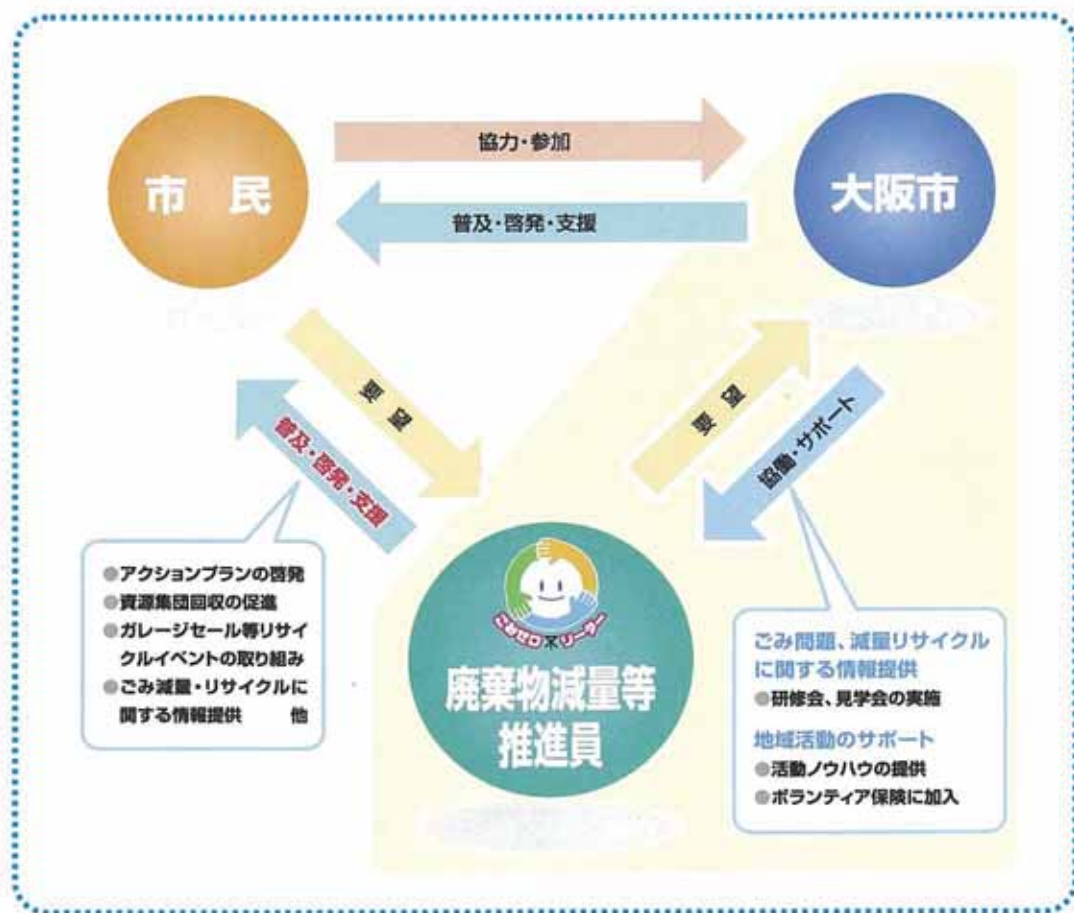 市 民
協力・参加
大阪市
普及・啓発・支援
要 望
普及・啓発・支援
要 望
協働・サポート
●アクションプランの啓発
●資源集団回収の促進
●ガレージセール等リサイ
クルイベントの取り組み
●ごみ減量・リサイクルに
関する情報提供 他
ごみゼロ リーダー
廃棄物減量等
推進員
ごみ問題、減量リサイクル
に関する情報提供
●研修会、見学会の実施
地域活動のサポート
●活動ノウハウの提供
●ボランティア保険に加入